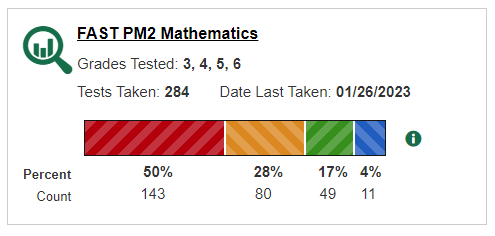 FAST PM2 Mathematics
Grades Tested: 3, 4, 5, 6
Tests Taken: 284 Date Last Taken: 01/26/2023
i
Percent 50% 28% 17% 4%
Count 143 80 49 11